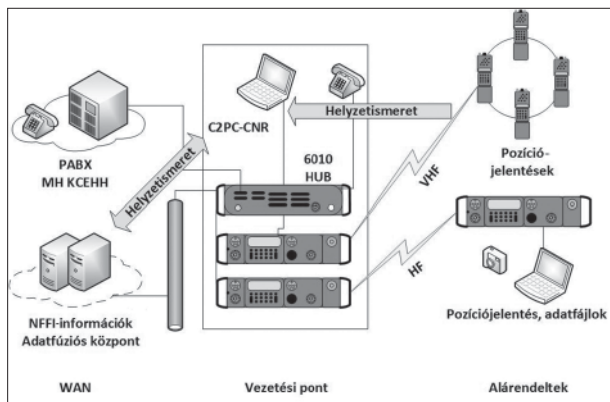 PABX
MH KCEHH
Helyzetismeret
NFFI-információk
Adatfúziós központ
WAN
C2PC-CNR
Helyzetismeret
6010
HUB
Vezetési pont
VHF
HF
Pozíció-
jelentések
Pozíciójelentés, adatfájlok
Alárendeltek